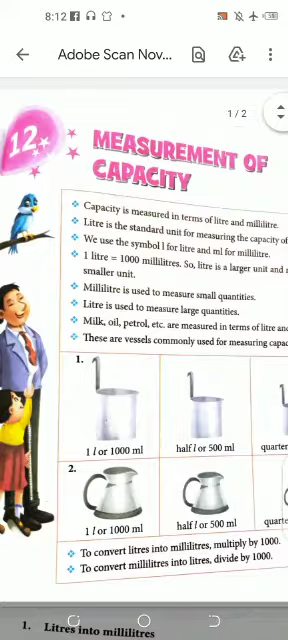 8:12
58
Adobe Scan Nov...
1 / 2
12.
MEASUREMENT OF
CAPACITY
Capacity is measured in terms of litre and millilitre.
Litre is the standard unit for measuring the capacity of
We use the symbol l for litre and ml for millilitre.
1 litre = 1000 millilitres. So, litre is a larger unit and
smaller unit.
Millilitre is used to measure small quantities.
Litre is used to measure large quantities.
Milk, oil, petrol, etc. are measured in terms of litre
These are vessels commonly used for measuring
1.
1 l or 1000 ml half l or 500 ml quarter
2.
1 l or 1000 ml half l or 500 ml
To convert litres into millilitres, multiply by 1000.
To convert millilitres into litres, divide by 1000.
1. Litres into millilitres